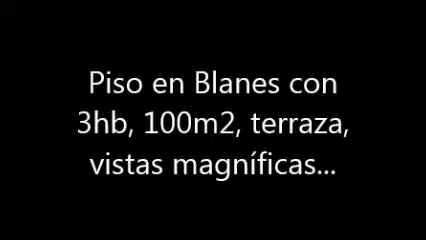 Piso en Blanes con
3hb, 100m2, terraza,
vistas magníficas...